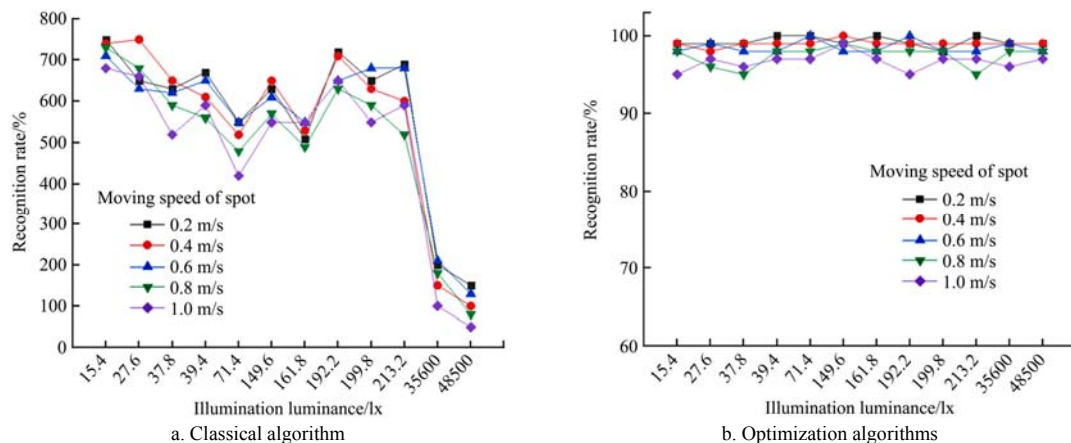 800
700
600
500
400
300
200
100
0
Recognition rate/%
Moving speed of spot
0.2 m/s
0.4 m/s
0.6 m/s
0.8 m/s
1.0 m/s
15.4
27.6
37.8
39.4
71.4
149.6
161.8
192.2
199.8
213.2
35600
48500
Illumination luminance/lx
a. Classical algorithm
100
90
80
70
60
Recognition rate/%
Moving speed of spot
0.2 m/s
0.4 m/s
0.6 m/s
0.8 m/s
1.0 m/s
15.4
27.6
37.8
39.4
71.4
149.6
161.8
192.2
199.8
213.2
35600
48500
Illumination luminance/lx
b. Optimization algorithms